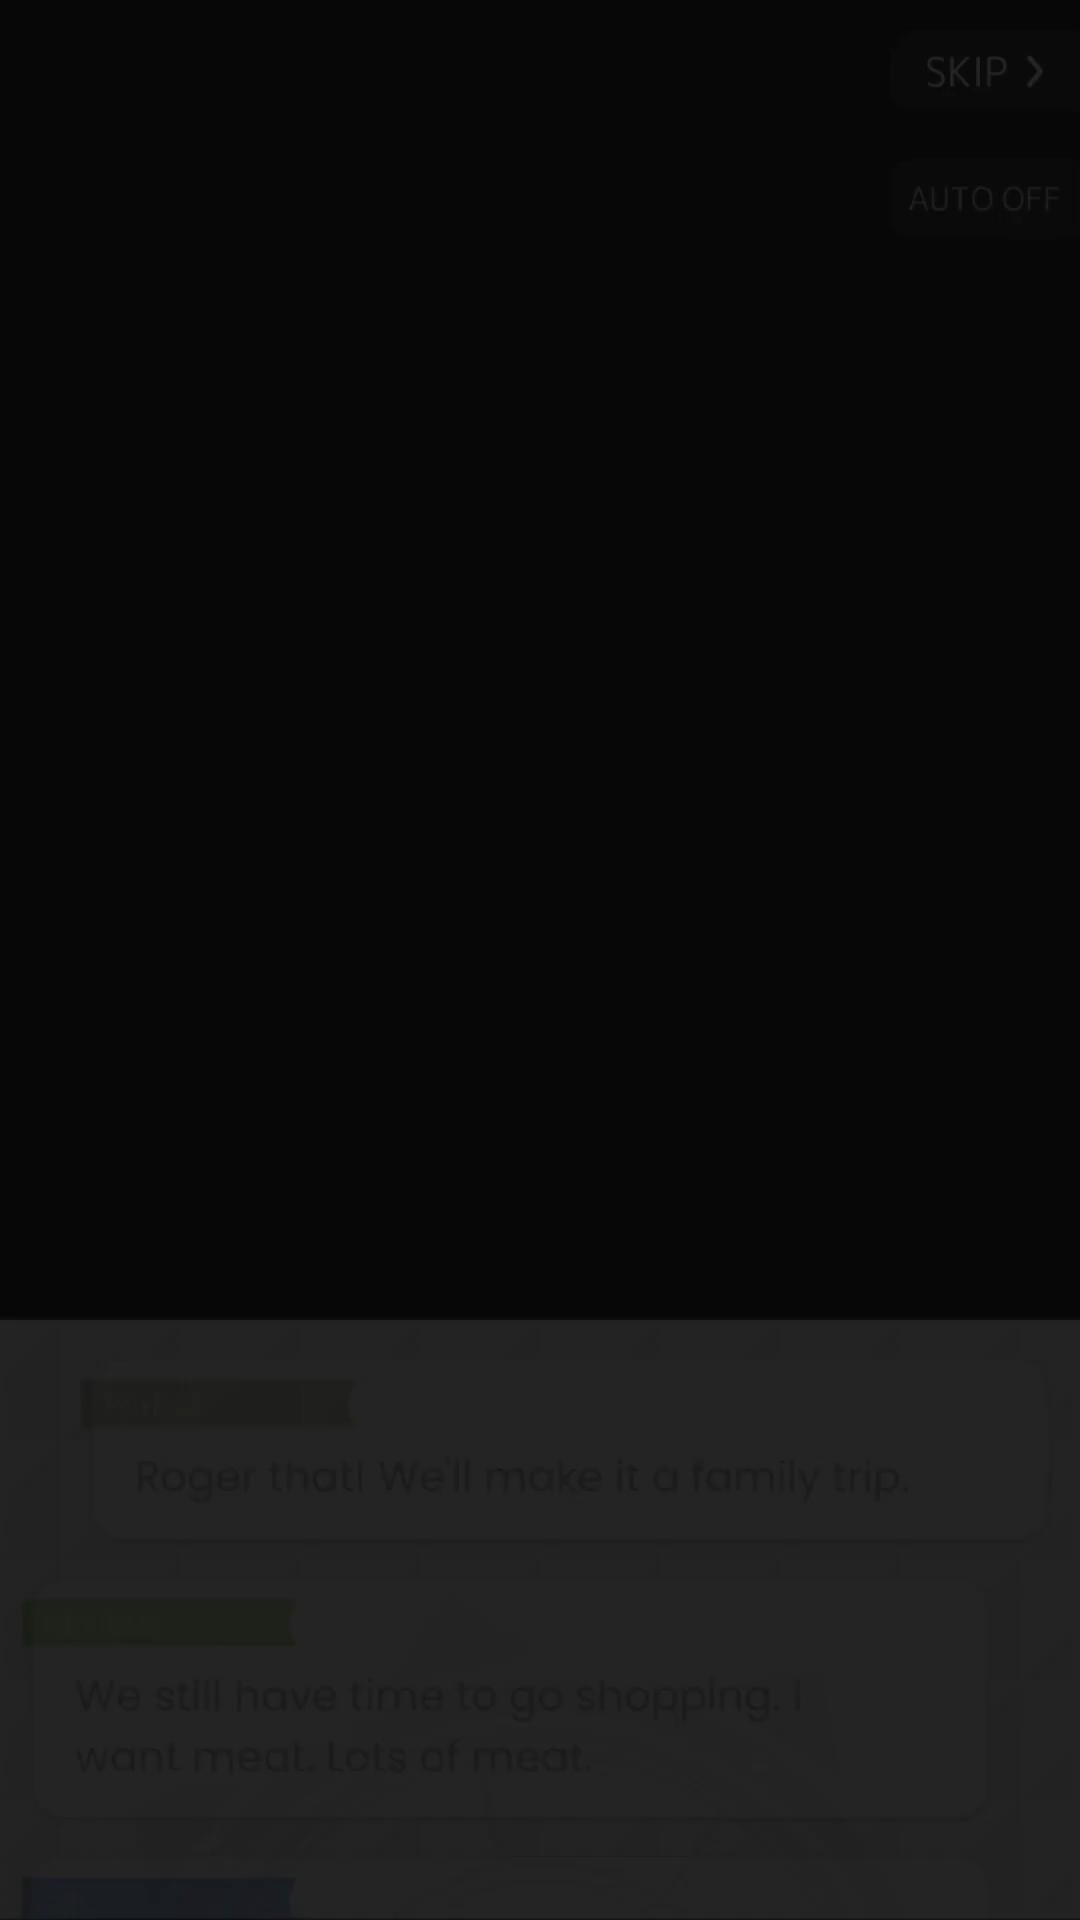 SKIP
AUTO OFF
Roger that! We'll make it a family trip.
We still have time to go shopping. I
want meat. Lots of meat.